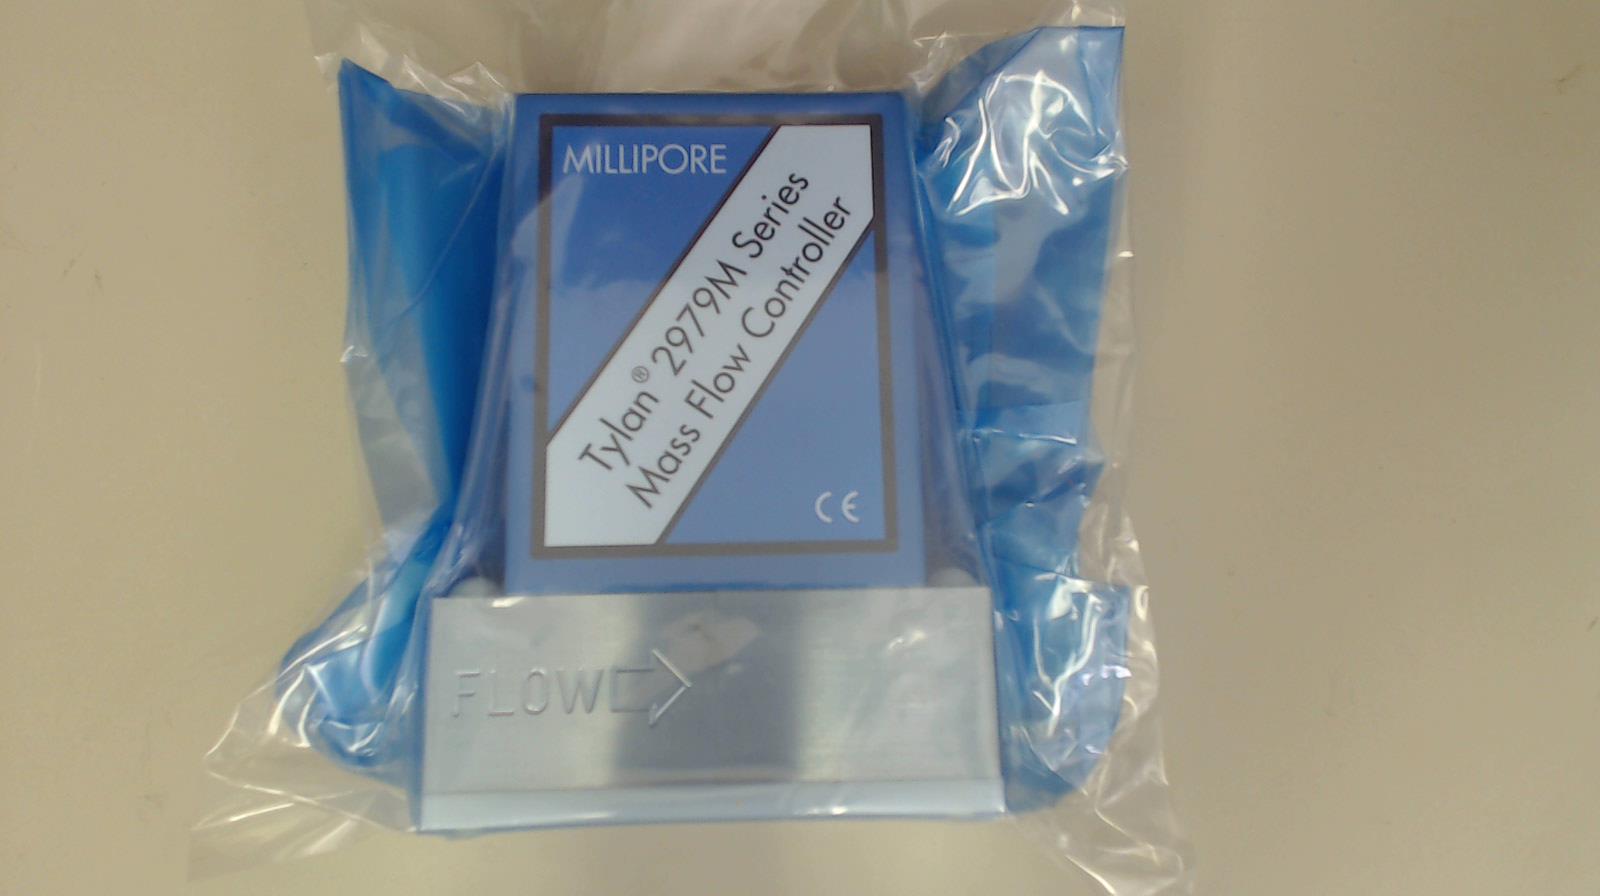 MILLIPORE
Tylan® 2979M Series
Mass Flow Controller
CE
FLOW